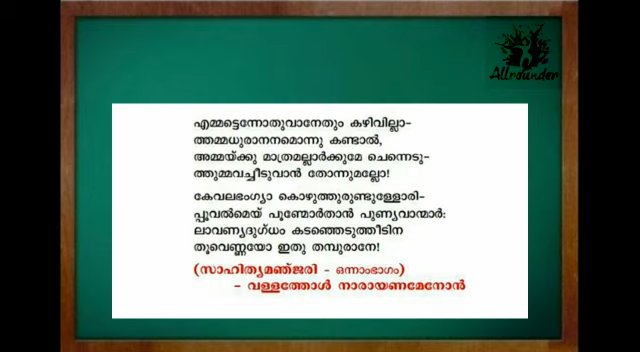 Allrounder
എമ്മട്ടെന്നോതുവാനേതും കഴിവില്ലാ-
ത്തമ്മധുരാനനമൊന്നു കണ്ടാൽ,
അമ്മയ്ക്കു മാത്രമല്ലാർക്കുമേ ചെന്നെടു-
ത്തുമ്മവച്ചീടുവാൻ തോന്നുമല്ലോ!
കേവലഭംഗ്യാ കൊഴുത്തുരുണ്ടുള്ളോരി-
പ്പൂവൽമെയ് പൂണ്മോർതാൻ പുണ്യവാന്മാർ:
ലാവണ്യദുഗ്ധം കടഞ്ഞെടുത്തീടിന
തൂവെണ്ണയോ ഇതു തമ്പുരാനേ!
(സാഹിത്യമഞ്ജരി - ഒന്നാംഭാഗം)
- വള്ളത്തോൾ നാരായണമേനോൻ